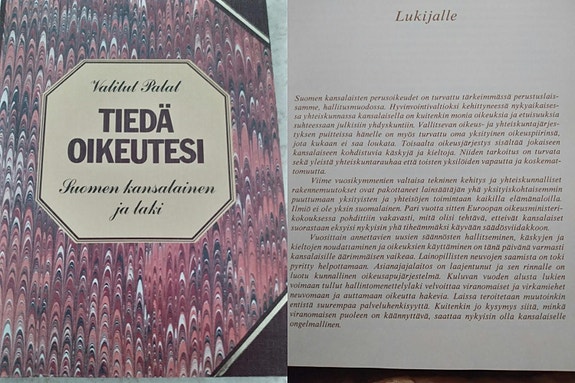 Valitut Palat
TIEDÄ
OIKEUTESI
Suomen kansalainen
ja laki
Lukijalle
Suomen kansalaisten perusoikeudet on turvattu tärkeimmässä perustuslais-
samme, hallitusmuodossa. Hyvinvointivaltioksi kehittyneessä nykyaikaises-
sa yhteiskunnassa kansalaisella on kuitenkin monia oikeuksia ja etuisuuksia
suhteessaan julkisiin yhdyskuntiin. Vallitsevan oikeus- ja yhteiskuntajärjes-
tyksen puitteissa hänelle on myös turvattu oma yksityinen oikeuspiirinsä,
jota kukaan ei saa loukata. Toisaalta oikeusjärjestys sisältää jokaiseen
kansalaiseen kohdistuvia käskyjä ja kieltoja. Niiden tarkoitus on turvata
sekä yleistä yhteiskuntarauhaa että toisten yksilöiden vapautta ja koskemat-
tomuutta.
Viime vuosikymmenien valtaisa tekninen kehitys ja yhteiskunnalliset
rakennemuutokset ovat pakottaneet lainsäätäjän yhä yksityiskohtaisemmin
puuttumaan yksityisten ja yhteisöjen toimintaan kaikilla elämänaloilla.
Ilmiö ei ole yksin suomalainen. Pari vuotta sitten Euroopan oikeusministeri-
kokouksessa pohdittiin vakavasti, mitä olisi tehtävä, etteivät kansalaiset
suorastaan eksyisi nykyisin yhä tiheämmäksi käyvään säädösviidakkoon.
Vuosittain annettavien uusien säännösten hallitseminen, käskyjen ja
kieltojen noudattaminen ja oikeuksien käyttäminen on tänä päivänä varmasti
kansalaisille äärimmäisen vaikeaa. Lainopillisten neuvojen saamista on toki
pyritty helpottamaan. Asianajajalaitos on laajentunut ja sen rinnalle on
luotu kunnallinen oikeusapujärjestelmä. Kuluvan vuoden alusta lukien
voimaan tullut hallintomenettelylaki velvoittaa viranomaiset ja virkamiehet
neuvomaan ja auttamaan oikeutta hakevia. Laissa teroitetaan muutoinkin
entistä suurempaa palveluhenkisyyttä. Kuitenkin jo kysymys siitä, minkä
viranomaisen puoleen on käännyttävä, saattaa nykyisin olla kansalaiselle
ongelmallinen.